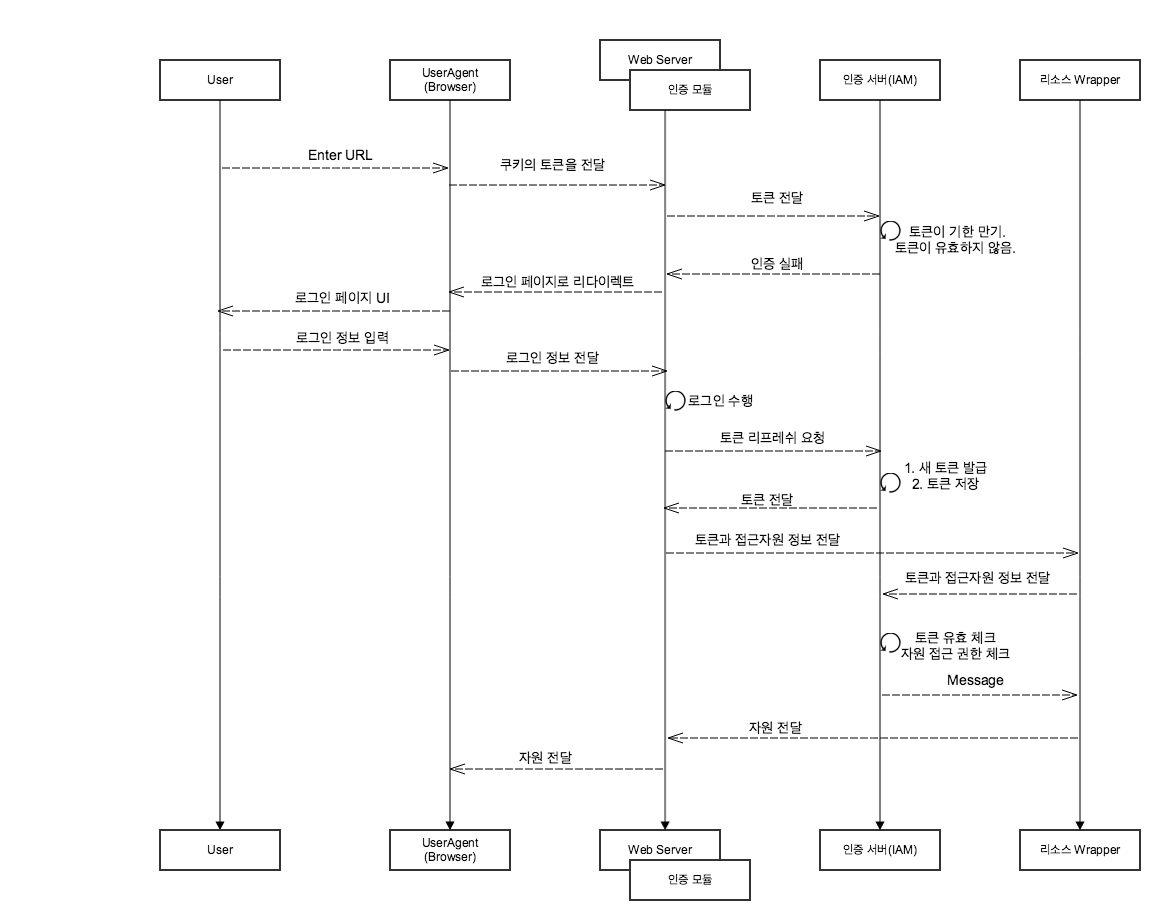 Web Server
User
UserAgent
(Browser)
인증 모듈
인증 서버(IAM)
리소스 Wrapper
Enter URL
쿠키의 토큰을 전달
토큰 전달
토큰이 기한 만기.
토큰이 유효하지 않음.
인증 실패
로그인 페이지로 리다이렉트
로그인 페이지 UI
로그인 정보 입력
로그인 정보 전달
로그인 수행
토큰 리프레쉬 요청
1. 새 토큰 발급
2. 토큰 저장
토큰 전달
토큰과 접근자원 정보 전달
토큰과 접근자원 정보 전달
토큰 유효 체크
자원 접근 권한 체크
Message
자원 전달
자원 전달
User
UserAgent
(Browser)
Web Server
인증 모듈
인증 서버(IAM)
리소스 Wrapper